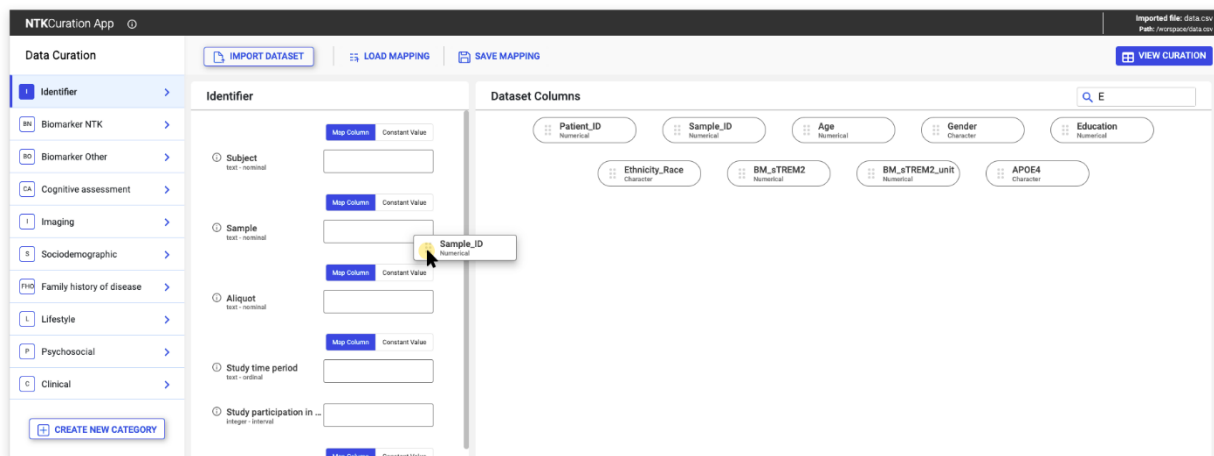 NTKCuration App
Imported file: data.csv
Path: /worspace/data.csv
Data Curation
IMPORT DATASET
LOAD MAPPING
SAVE MAPPING
VIEW CURATION
I Identifier
BN Biomarker NTK
BO Biomarker Other
CA Cognitive assessment
I Imaging
S Sociodemographic
FHO Family history of disease
L Lifestyle
P Psychosocial
C Clinical
CREATE NEW CATEGORY
Identifier
Map Column Constant Value
Subject
text - nominal
Map Column Constant Value
Sample
text - nominal
Map Column Constant Value
Aliquot
text - nominal
Map Column Constant Value
Study time period
text - ordinal
Study participation in ...
integer - interval
Map Column Constant Value
Sample_ID
Numerical
Dataset Columns
E
Patient_ID
Numerical
Sample_ID
Numerical
Age
Numerical
Gender
Character
Education
Numerical
Ethnicity_Race
Character
BM_sTREM2
Numerical
BM_sTREM2_unit
Numerical
APOE4
Character